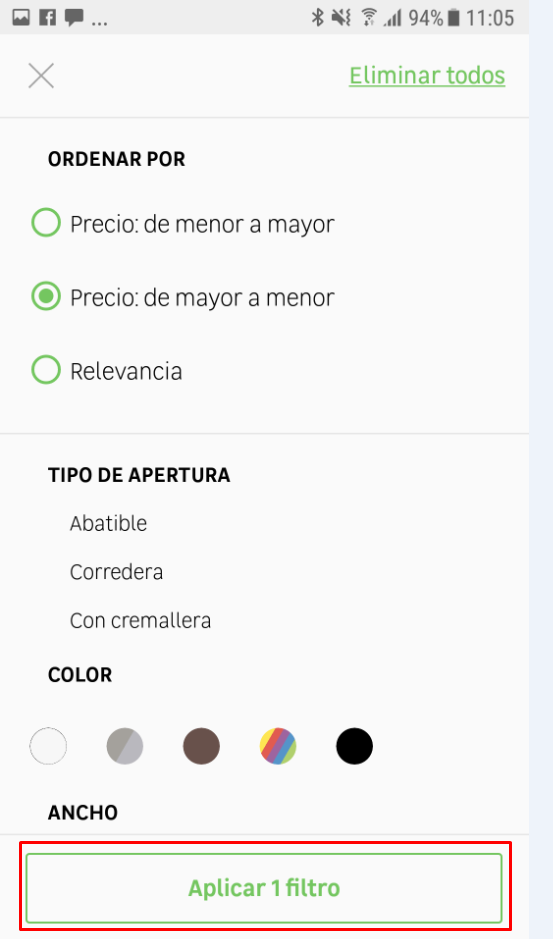 ... 94% 11:05
Eliminar todos
ORDENAR POR
Precio: de menor a mayor
Precio: de mayor a menor
Relevancia
TIPO DE APERTURA
Abatible
Corredera
Con cremallera
COLOR
ANCHO
Aplicar 1 filtro